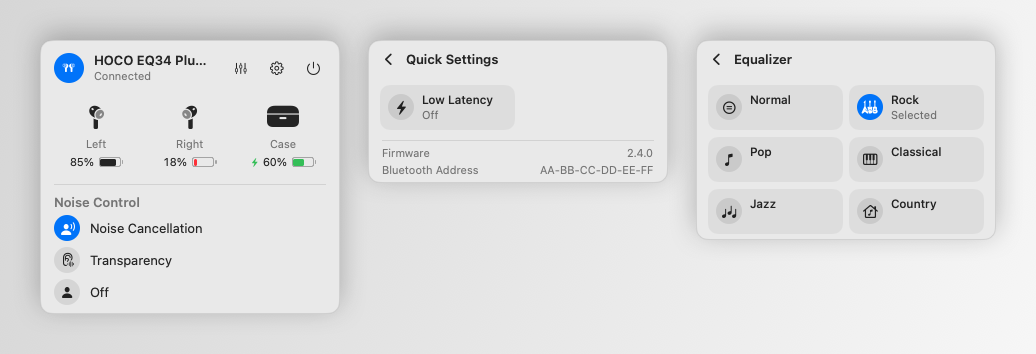 HOCO EQ34 Plu...
Connected
Left
Right
Case
85%
18%
60%
Noise Control
Noise Cancellation
Transparency
Off
Quick Settings
Low Latency
Off
Firmware 2.4.0
Bluetooth Address AA-BB-CC-DD-EE-FF
Equalizer
Normal
Rock
Selected
Pop
Classical
Jazz
Country